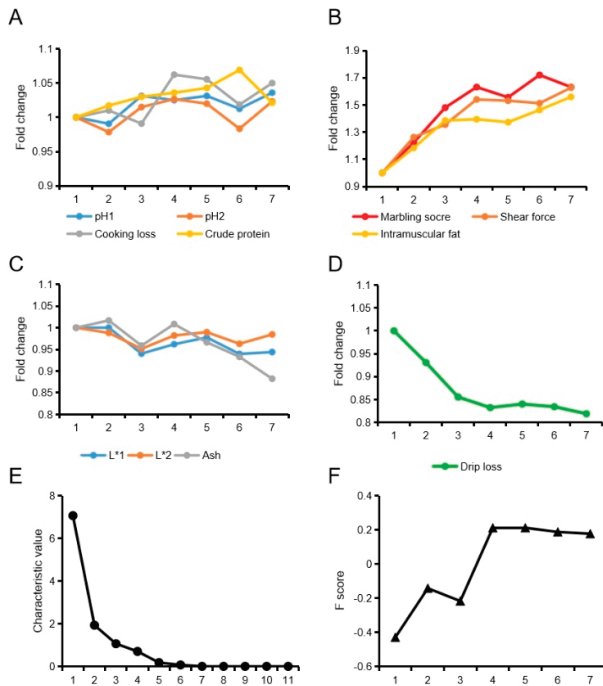 A
1.1
1.05
1
0.95
0.9
Fold change
1 2 3 4 5 6 7
pH1 pH2
Cooking loss Crude protein
B
1.7
1.5
1.3
1.1
0.9
Fold change
1 2 3 4 5 6 7
Marbling socre Shear force
Intramuscular fat
C
1.1
1.05
1
0.95
0.9
0.85
0.8
Fold change
1 2 3 4 5 6 7
L*1 L*2 Ash
D
1.1
1.05
1
0.95
0.9
0.85
0.8
Fold change
1 2 3 4 5 6 7
Drip loss
E
8
6
4
2
0
Characteristic value
1 2 3 4 5 6 7 8 9 10 11
F
0.4
0.2
0
-0.2
-0.4
-0.6
F score
1 2 3 4 5 6 7